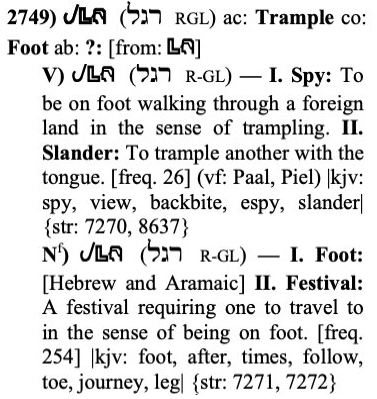 2749) (רגל RGL) ac: Trample co:
Foot ab: ?: [from: ]
V) (רגל R-GL) — I. Spy: To
be on foot walking through a foreign
land in the sense of trampling. II.
Slander: To trample another with the
tongue. [freq. 26] (vf: Paal, Piel) |kjv:
spy, view, backbite, espy, slander|
{str: 7270, 8637}
Nᶠ) (רגל R-GL) — I. Foot:
[Hebrew and Aramaic] II. Festival:
A festival requiring one to travel to
in the sense of being on foot. [freq.
254] |kjv: foot, after, times, follow,
toe, journey, leg| {str: 7271, 7272}